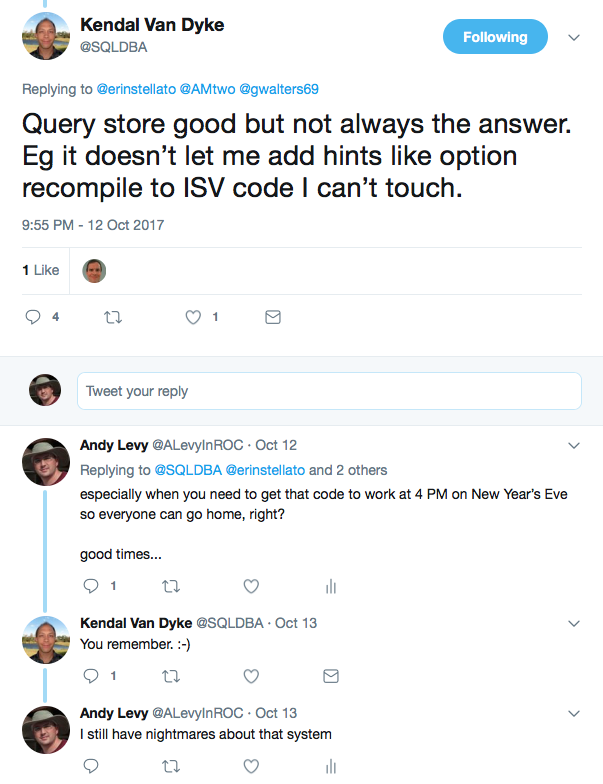 Kendal Van Dyke
@SQLDBA
Following
Replying to @erinstellato @AMtwo @gwalters69
Query store good but not always the answer.
Eg it doesn’t let me add hints like option
recompile to ISV code I can’t touch.
9:55 PM - 12 Oct 2017
1 Like
4
1
Tweet your reply
Andy Levy @ALevyInROC · Oct 12
Replying to @SQLDBA @erinstellato and 2 others
especially when you need to get that code to work at 4 PM on New Year’s Eve
so everyone can go home, right?
good times...
1
Kendal Van Dyke @SQLDBA · Oct 13
You remember. :-)
1
Andy Levy @ALevyInROC · Oct 13
I still have nightmares about that system